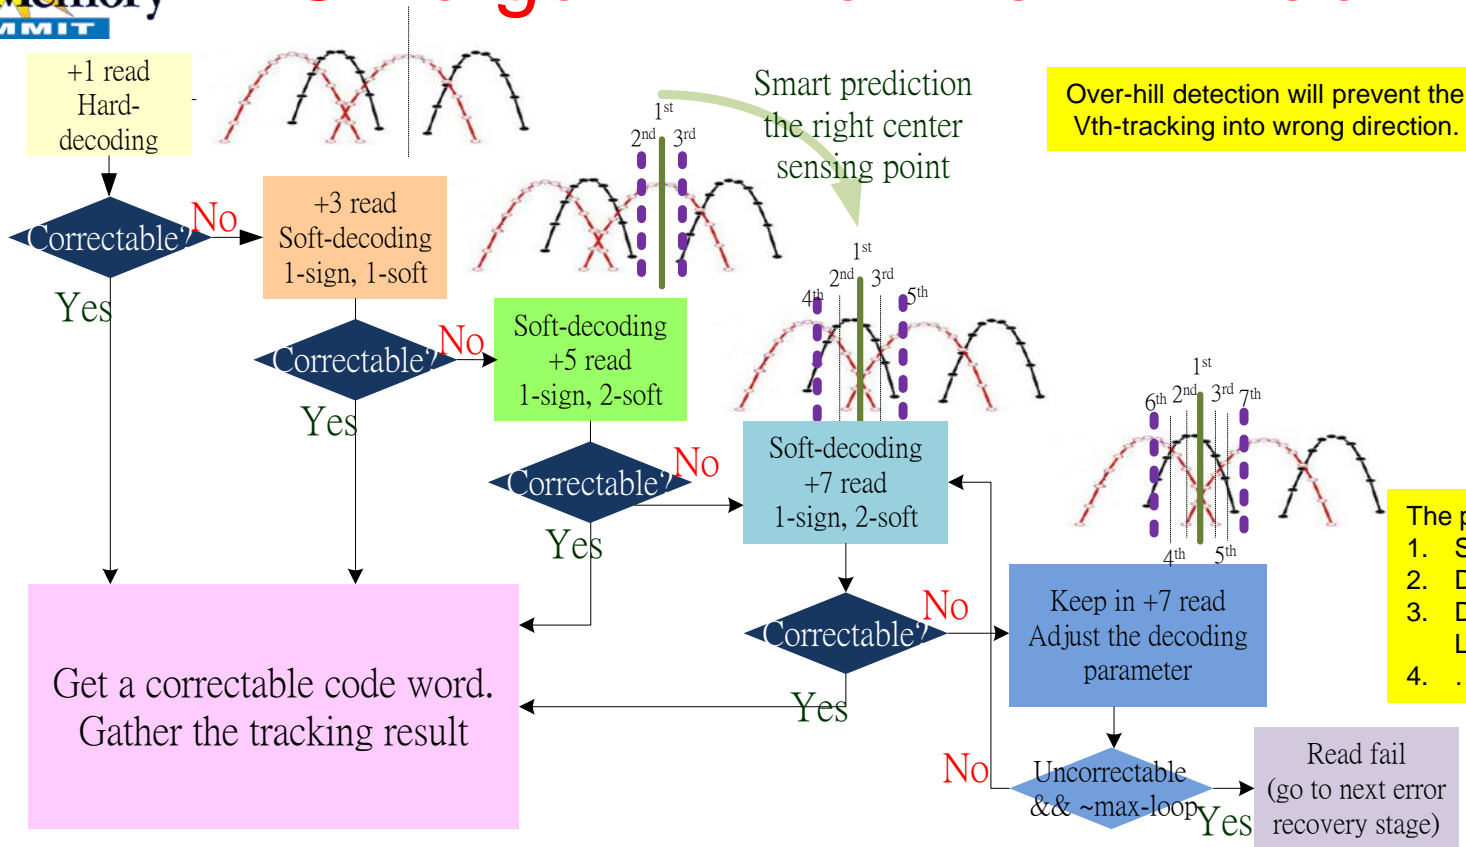 MMIT
+1 read
Hard-
decoding
Correctable?
No
Yes
+3 read
Soft-decoding
1-sign, 1-soft
Correctable?
No
Yes
1st
2nd
3rd
Smart prediction
the right center
sensing point
Over-hill detection will prevent the
Vth-tracking into wrong direction.
Soft-decoding
+5 read
1-sign, 2-soft
Correctable?
No
Yes
1st
2nd
3rd
4th
5th
Soft-decoding
+7 read
1-sign, 2-soft
Correctable?
No
Yes
1st
2nd
3rd
6th
7th
4th
5th
Keep in +7 read
Adjust the decoding
parameter
The p
1. S
2. D
3. D
L
4. .
Uncorrectable
&& ~max-loop
No
Yes
Read fail
(go to next error
recovery stage)
Get a correctable code word.
Gather the tracking result